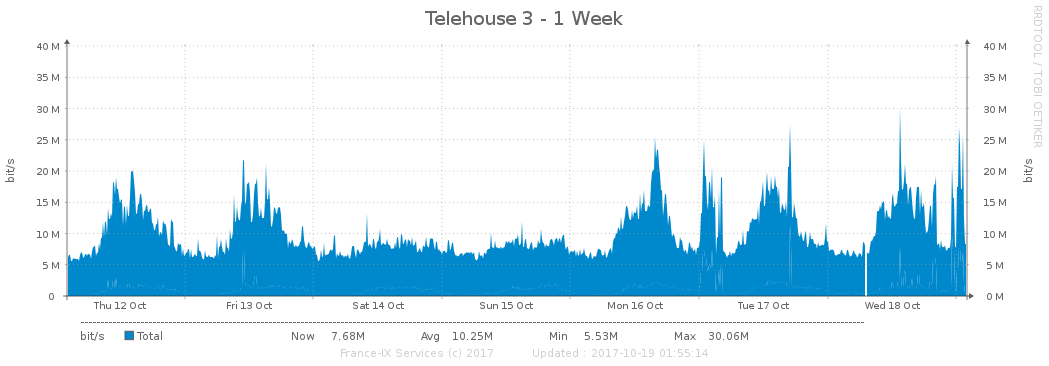 Telehouse 3 - 1 Week
RRDTOOL / TOBI OETIKER
40 M 40 M
35 M 35 M
30 M 30 M
25 M 25 M
20 M 20 M
15 M 15 M
10 M 10 M
5 M 5 M
0 0 M
bit/s bit/s
Thu 12 Oct Fri 13 Oct Sat 14 Oct Sun 15 Oct Mon 16 Oct Tue 17 Oct Wed 18 Oct
bit/s Total Now 7.68M Avg 10.25M Min 5.53M Max 30.06M
France-IX Services (c) 2017 Updated : 2017-10-19 01:55:14